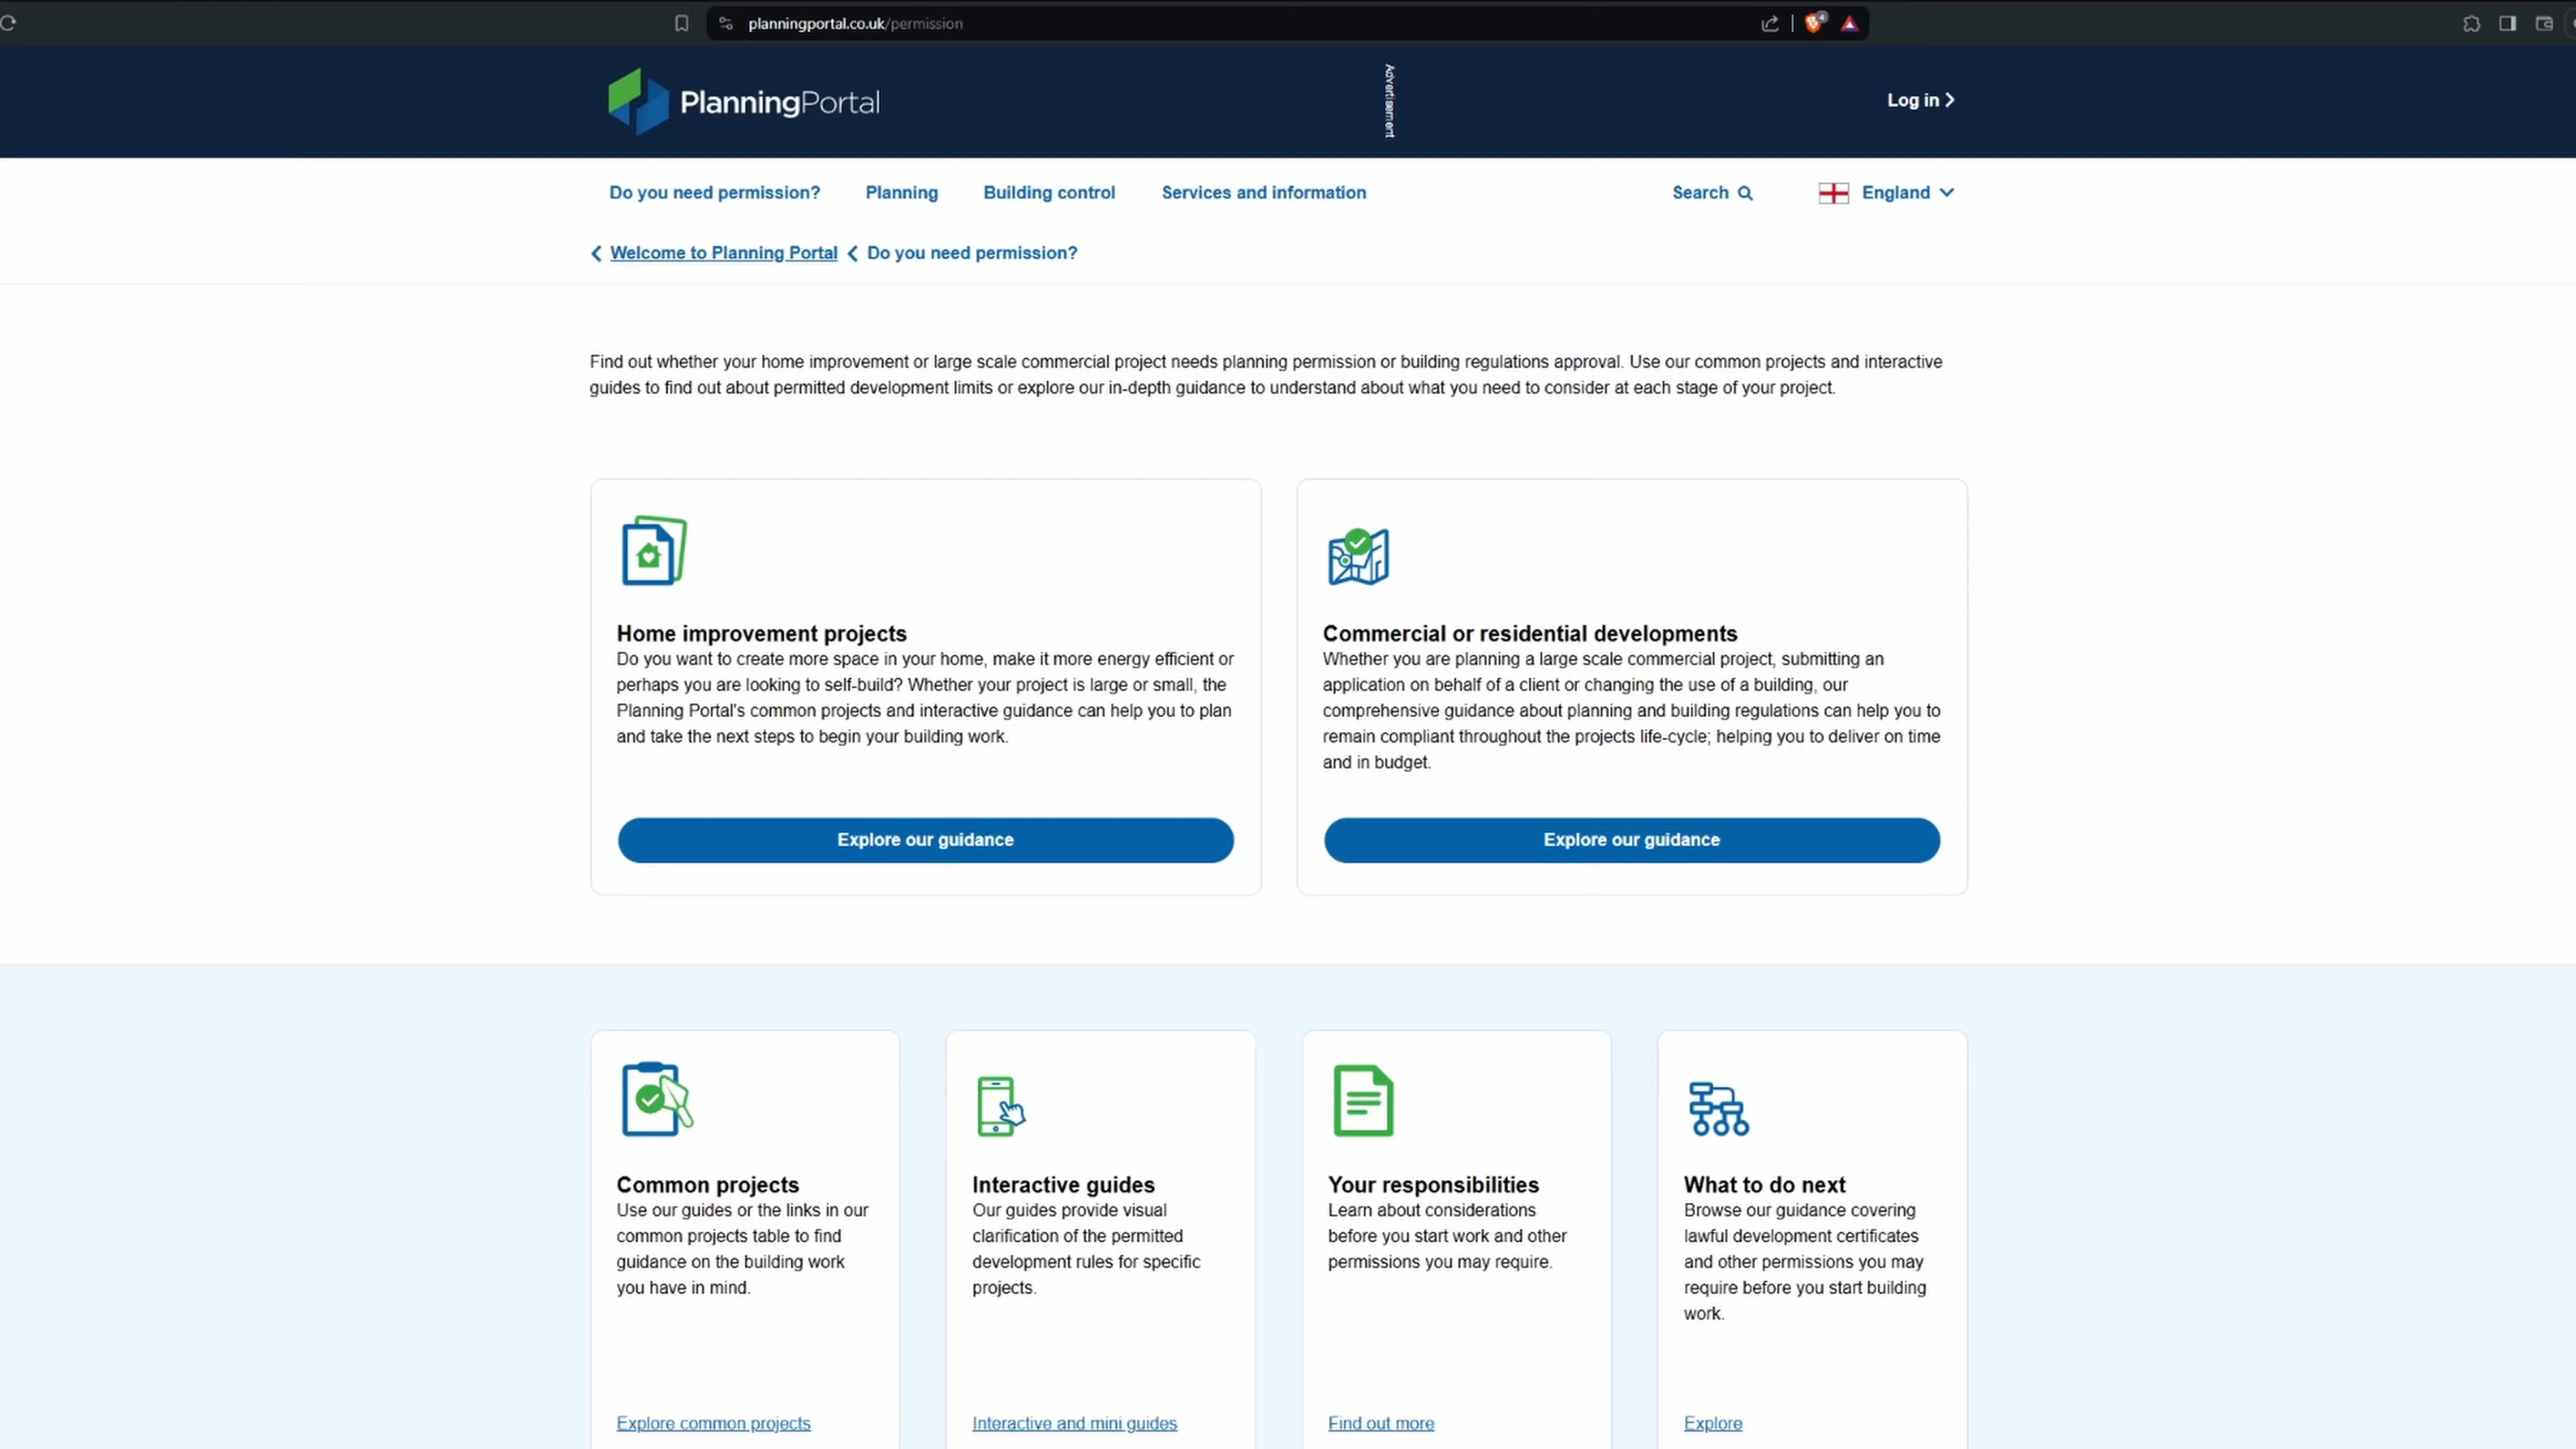 planningportal.co.uk/permission
4
PlanningPortal
Advertisement
Log in
Do you need permission?
Planning
Building control
Services and information
Search
England
Welcome to Planning Portal
Do you need permission?
Find out whether your home improvement or large scale commercial project needs planning permission or building regulations approval. Use our common projects and interactive
guides to find out about permitted development limits or explore our in-depth guidance to understand about what you need to consider at each stage of your project.
Home improvement projects
Do you want to create more space in your home, make it more energy efficient or
perhaps you are looking to self-build? Whether your project is large or small, the
Planning Portal's common projects and interactive guidance can help you to plan
and take the next steps to begin your building work.
Explore our guidance
Commercial or residential developments
Whether you are planning a large scale commercial project, submitting an
application on behalf of a client or changing the use of a building, our
comprehensive guidance about planning and building regulations can help you to
remain compliant throughout the projects life-cycle; helping you to deliver on time
and in budget.
Explore our guidance
Common projects
Use our guides or the links in our
common projects table to find
guidance on the building work
you have in mind.
Explore common projects
Interactive guides
Our guides provide visual
clarification of the permitted
development rules for specific
projects.
Interactive and mini guides
Your responsibilities
Learn about considerations
before you start work and other
permissions you may require.
Find out more
What to do next
Browse our guidance covering
lawful development certificates
and other permissions you may
require before you start building
work.
Explore